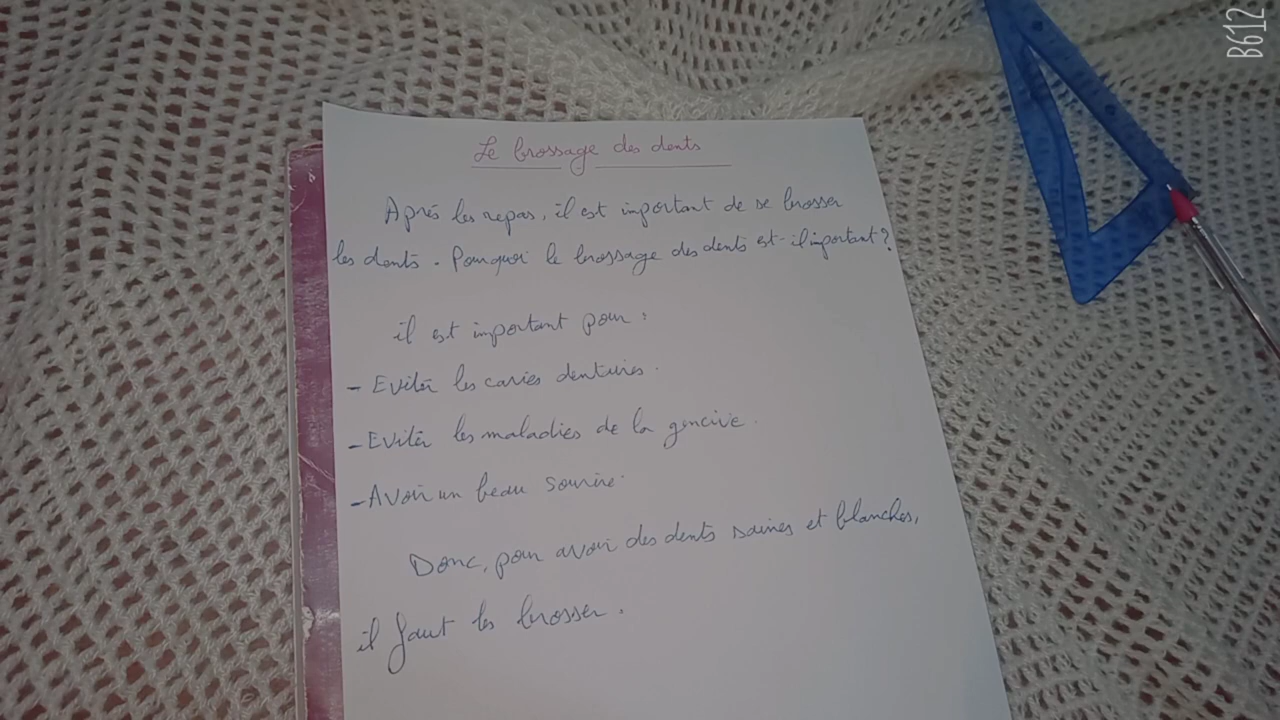 Le brossage des dents
Après les repas, il est important de se brosser
les dents. Pourquoi le brossage des dents est-il important?
il est important pour :
- Eviter les caries dentaires.
- Eviter les maladies de la gencive.
- Avoir un beau sourire.
Donc, pour avoir des dents saines et blanches,
il faut les brosser.
B612